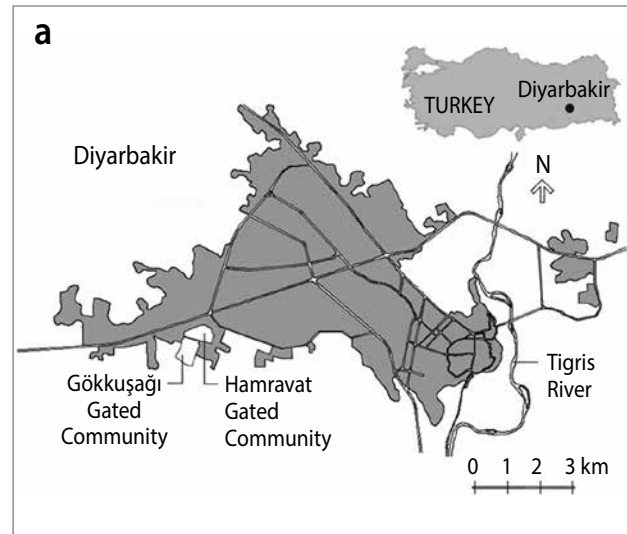 a
TURKEY
Diyarbakir
Diyarbakir
N
Gökkuşağı
Gated
Community
Hamravat
Gated
Community
Tigris
River
0 1 2 3 km